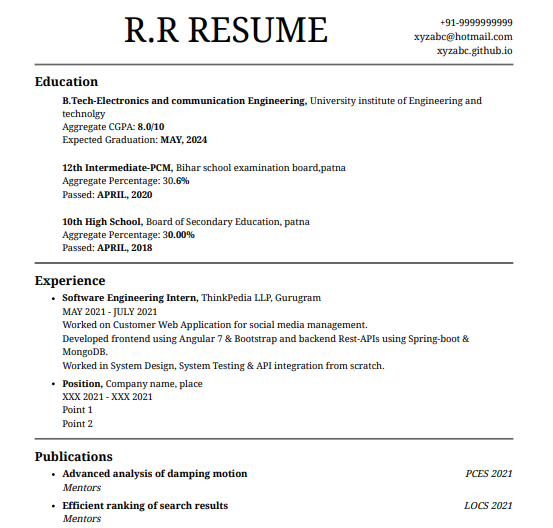 R.R RESUME
+91-9999999999
xyzabc@hotmail.com
xyzabc.github.io
Education
B.Tech-Electronics and communication Engineering, University institute of Engineering and
technolgy
Aggregate CGPA: 8.0/10
Expected Graduation: MAY, 2024
12th Intermediate-PCM, Bihar school examination board,patna
Aggregate Percentage: 30.6%
Passed: APRIL, 2020
10th High School, Board of Secondary Education, patna
Aggregate Percentage: 30.00%
Passed: APRIL, 2018
Experience
• Software Engineering Intern, ThinkPedia LLP, Gurugram
MAY 2021 - JULY 2021
Worked on Customer Web Application for social media management.
Developed frontend using Angular 7 & Bootstrap and backend Rest-APIs using Spring-boot &
MongoDB.
Worked in System Design, System Testing & API integration from scratch.
• Position, Company name, place
XXX 2021 - XXX 2021
Point 1
Point 2
Publications
• Advanced analysis of damping motion PCES 2021
Mentors
• Efficient ranking of search results LOCS 2021
Mentors